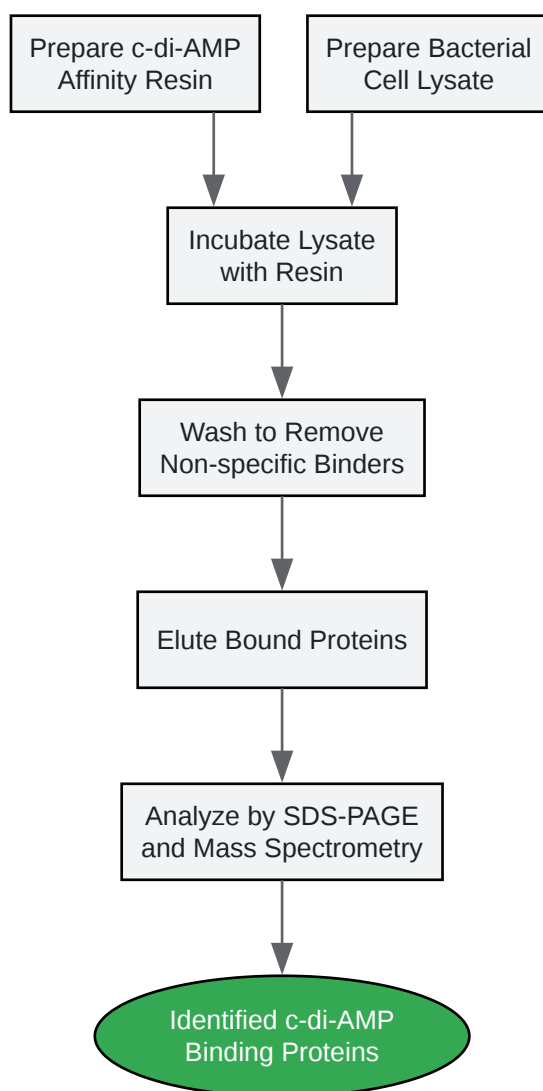 Prepare c-di-AMP
Affinity Resin
Prepare Bacterial
Cell Lysate
Incubate Lysate
with Resin
Wash to Remove
Non-specific Binders
Elute Bound Proteins
Analyze by SDS-PAGE
and Mass Spectrometry
Identified c-di-AMP
Binding Proteins